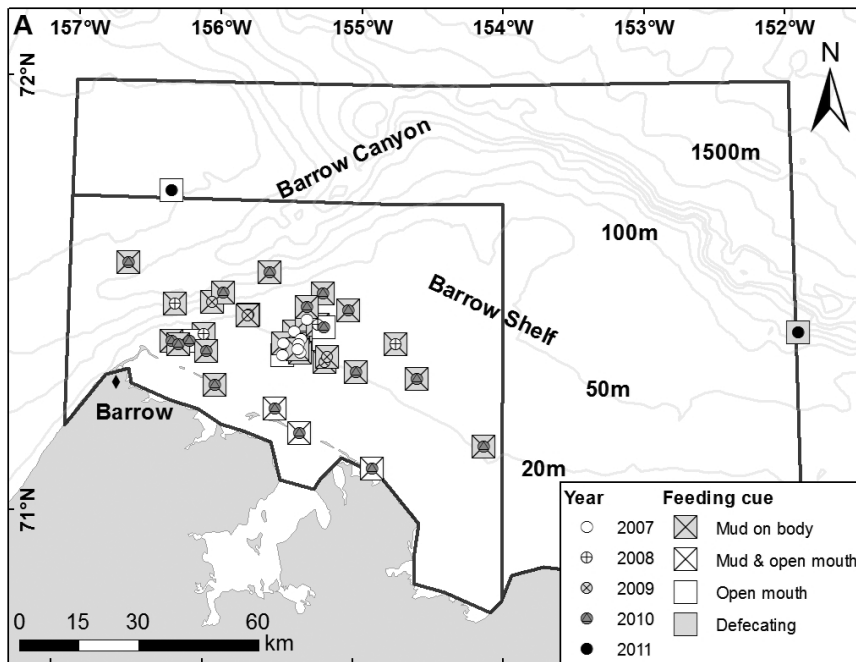 A
157°W 156°W 155°W 154°W 153°W 152°W
72°N
N
Barrow Canyon
1500m
100m
Barrow Shelf
50m
Barrow
20m
71°N
Year Feeding cue
2007 Mud on body
2008 Mud & open mouth
2009 Open mouth
2010 Defecating
2011
0 15 30 60
km